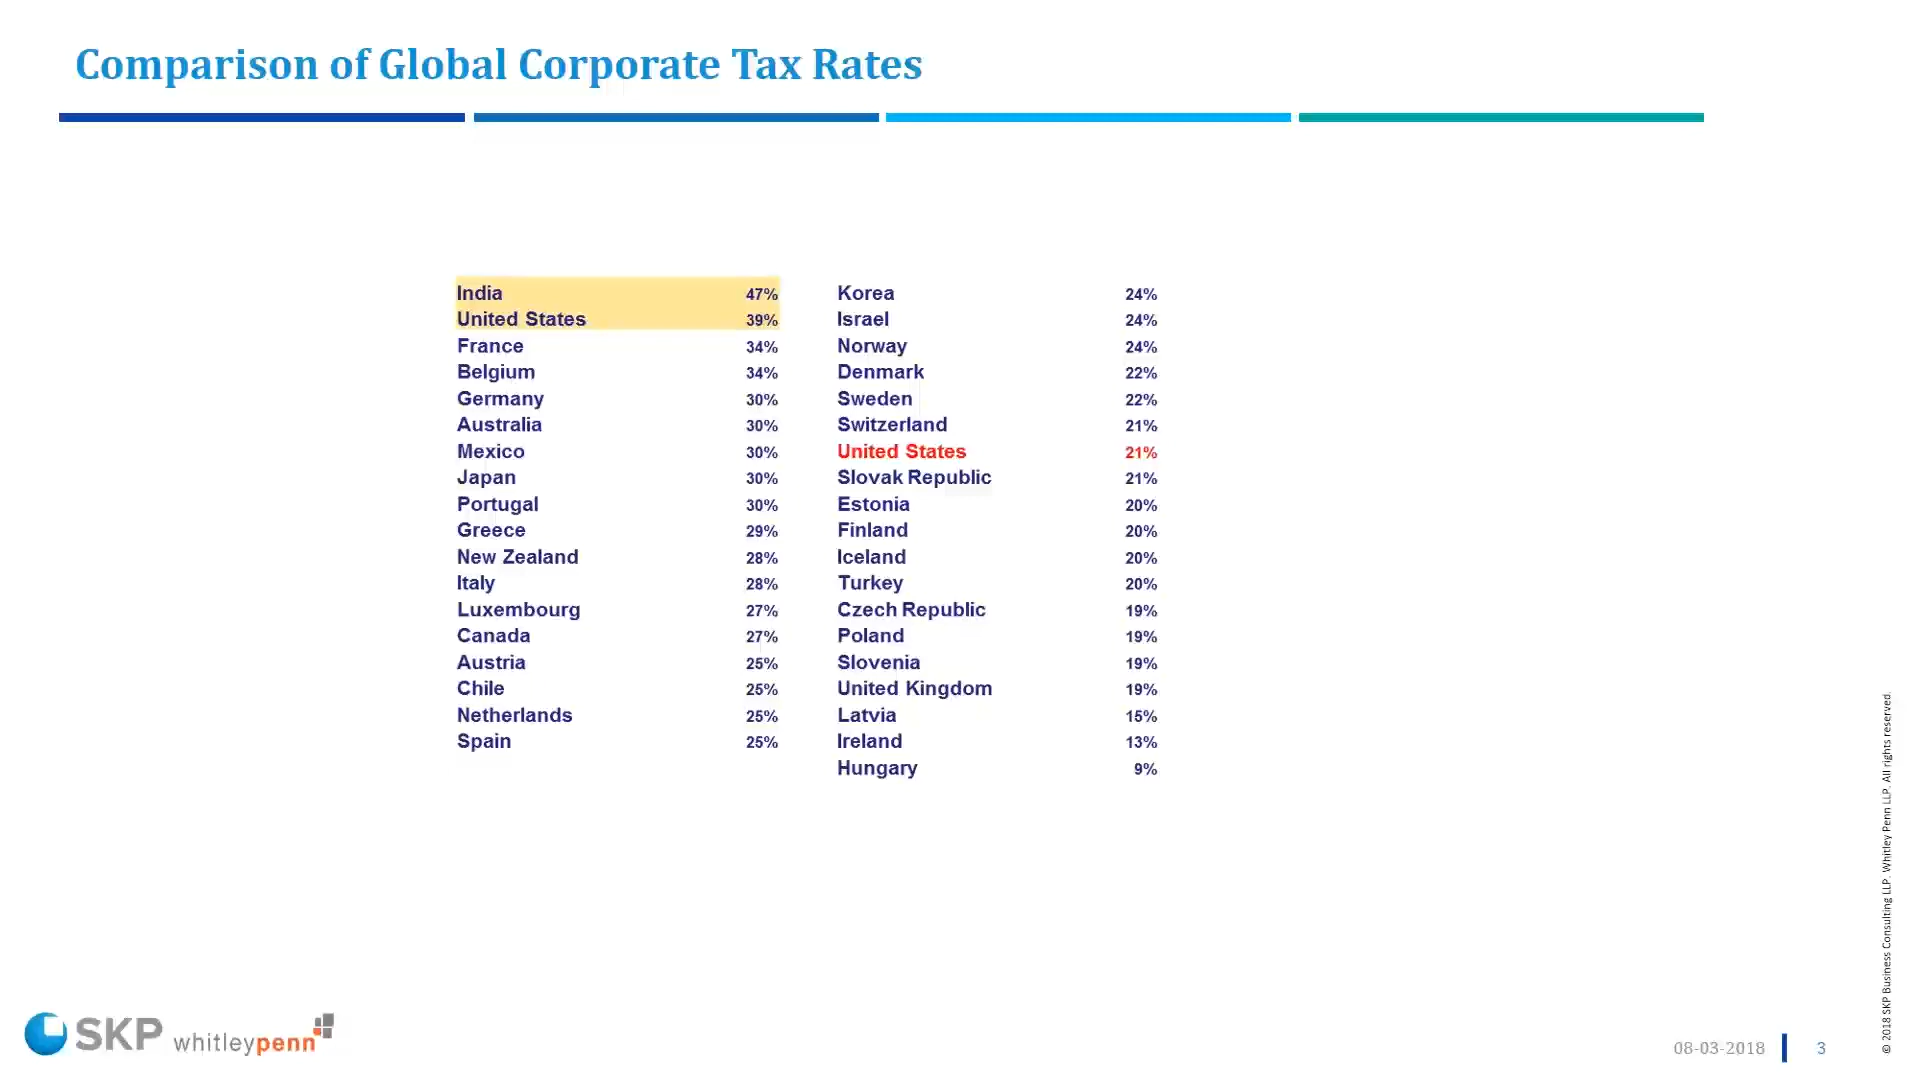 Comparison of Global Corporate Tax Rates
India 47%
United States 39%
France 34%
Belgium 34%
Germany 30%
Australia 30%
Mexico 30%
Japan 30%
Portugal 30%
Greece 29%
New Zealand 28%
Italy 28%
Luxembourg 27%
Canada 27%
Austria 25%
Chile 25%
Netherlands 25%
Spain 25%
Korea 24%
Israel 24%
Norway 24%
Denmark 22%
Sweden 22%
Switzerland 21%
United States 21%
Slovak Republic 21%
Estonia 20%
Finland 20%
Iceland 20%
Turkey 20%
Czech Republic 19%
Poland 19%
Slovenia 19%
United Kingdom 19%
Latvia 15%
Ireland 13%
Hungary 9%
© 2018 SKP Business Consulting LLP. Whitley Penn LLP. All rights reserved.
SKP whitleypenn
08-03-2018 3